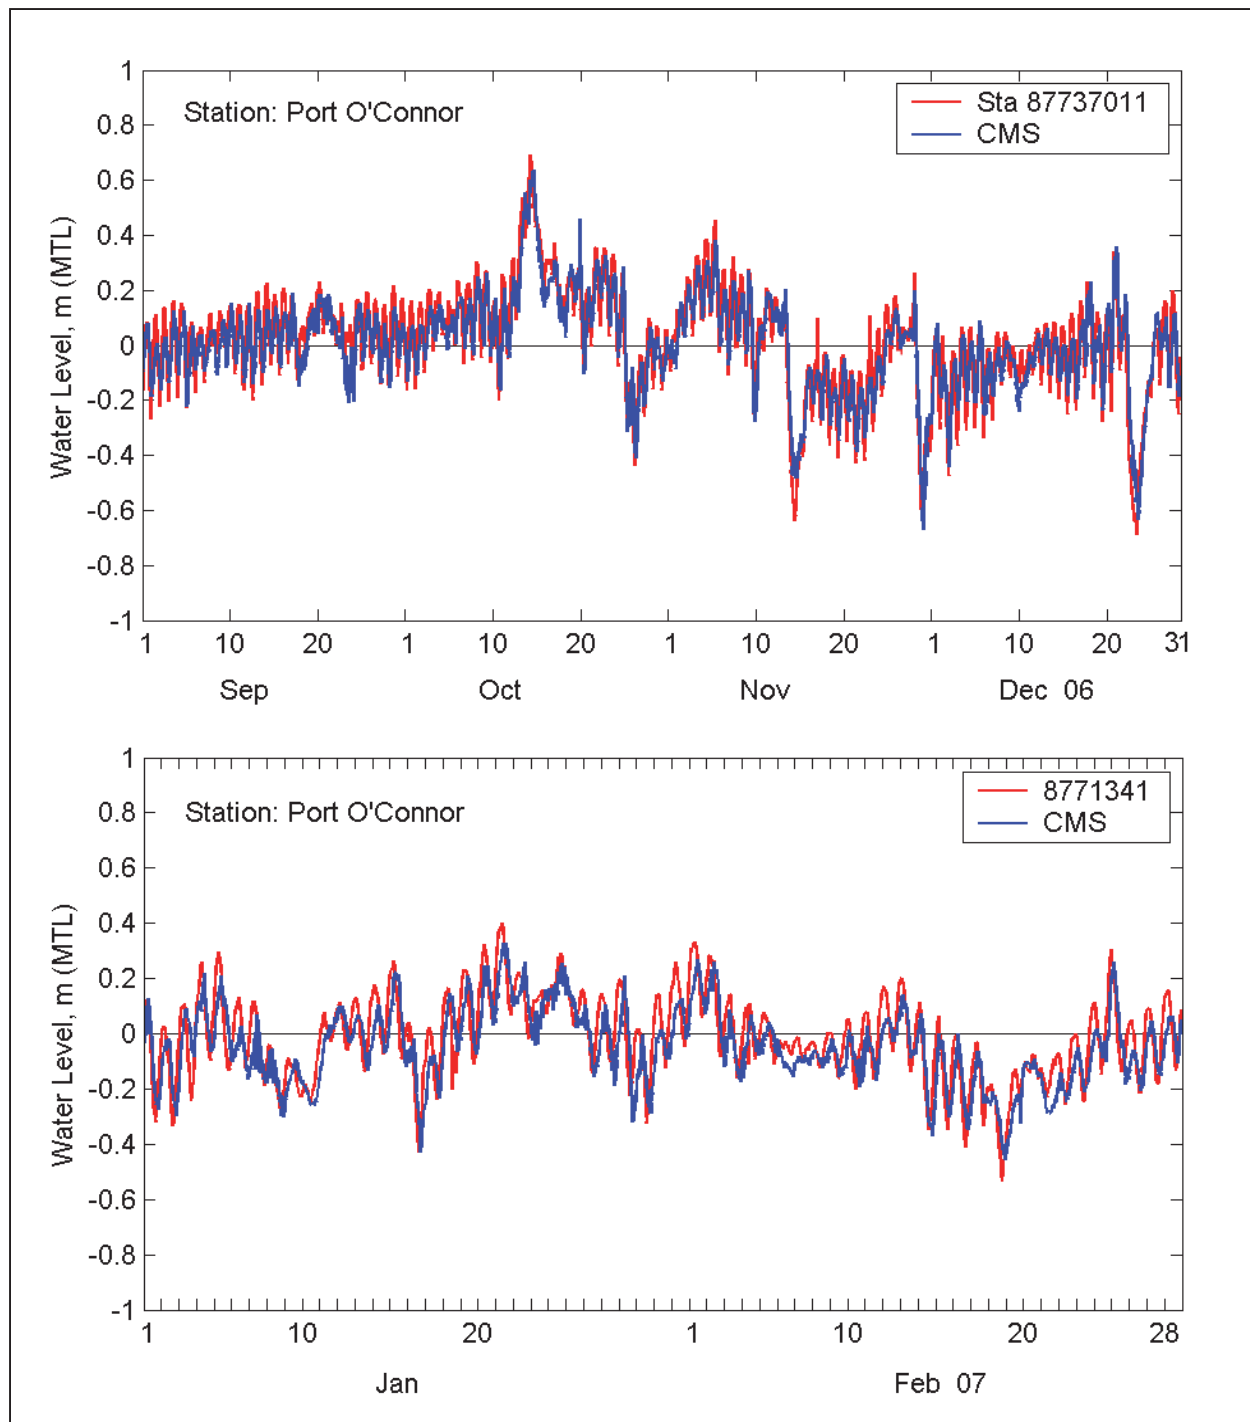 1
0.8
0.6
0.4
0.2
0
-0.2
-0.4
-0.6
-0.8
-1
Water Level, m (MTL)
Station: Port O'Connor
Sta 87737011
CMS
1 10 20 1 10 20 1 10 20 1 10 20 31
Sep Oct Nov Dec 06
1
0.8
0.6
0.4
0.2
0
-0.2
-0.4
-0.6
-0.8
-1
Water Level, m (MTL)
Station: Port O'Connor
8771341
CMS
1 10 20 1 10 20 28
Jan Feb 07